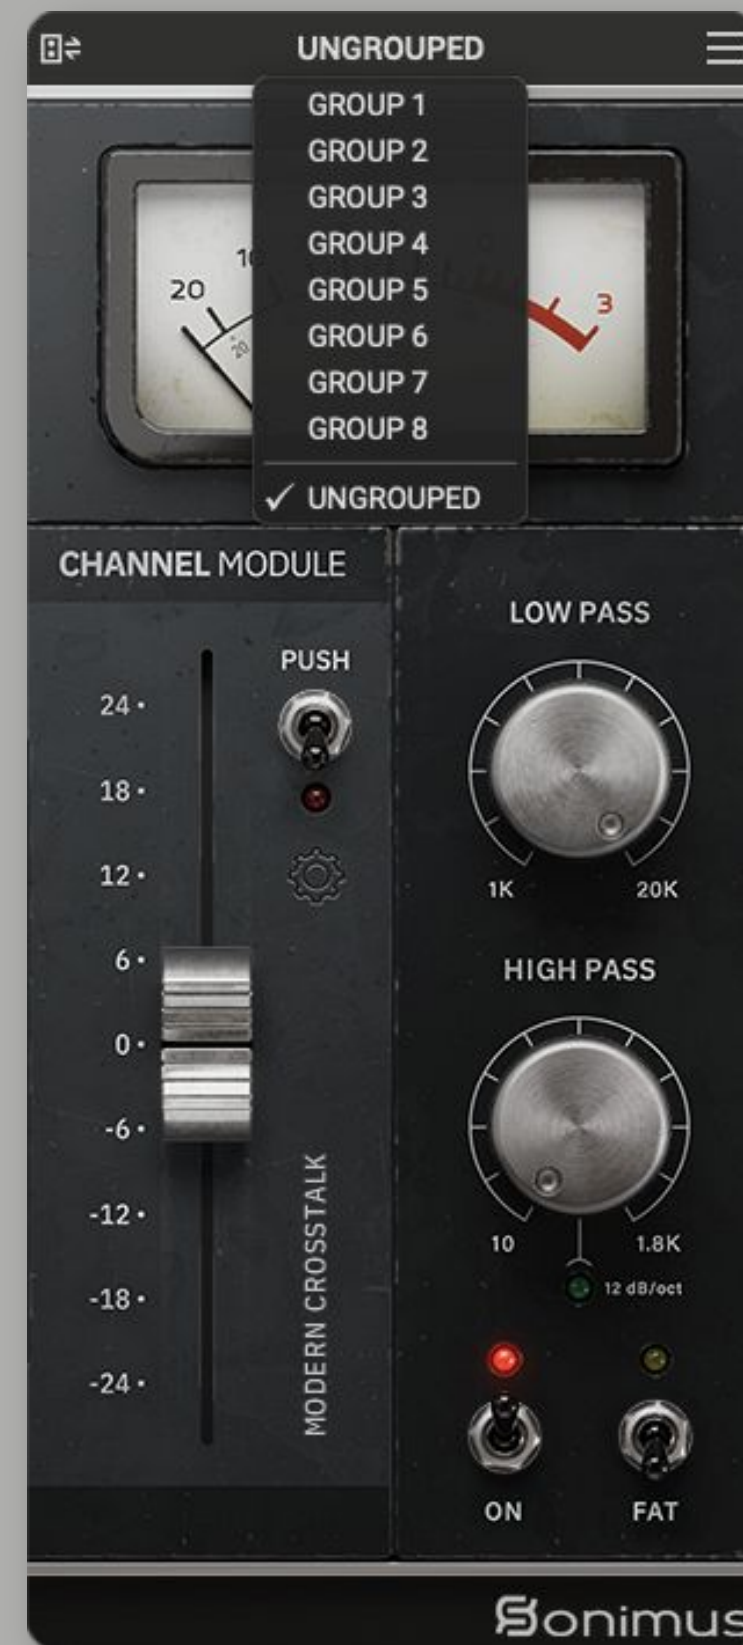 UNGROUPED
GROUP 1
GROUP 2
GROUP 3
GROUP 4
GROUP 5
GROUP 6
GROUP 7
GROUP 8
✓ UNGROUPED
20
10
20
3
CHANNEL MODULE
PUSH
24
18
12
6
0
-6
-12
-18
-24
MODERN CROSSTALK
LOW PASS
1K 20K
HIGH PASS
10 1.8K
12 dB/oct
ON FAT
Sonimus